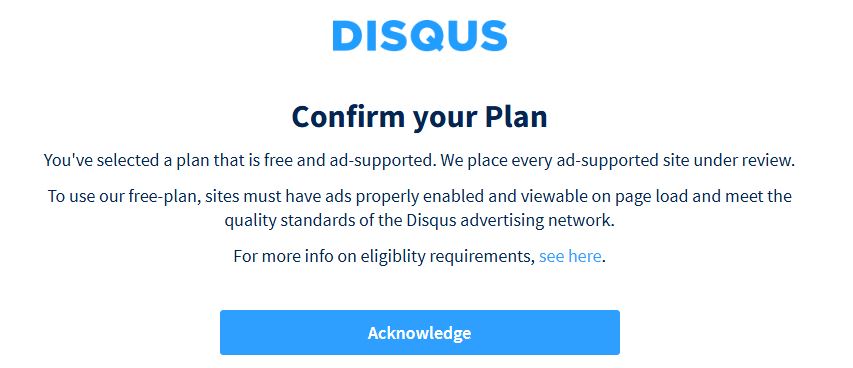 DISQUS
Confirm your Plan
You've selected a plan that is free and ad-supported. We place every ad-supported site under review.
To use our free-plan, sites must have ads properly enabled and viewable on page load and meet the
quality standards of the Disqus advertising network.
For more info on eligiblity requirements, see here.
Acknowledge